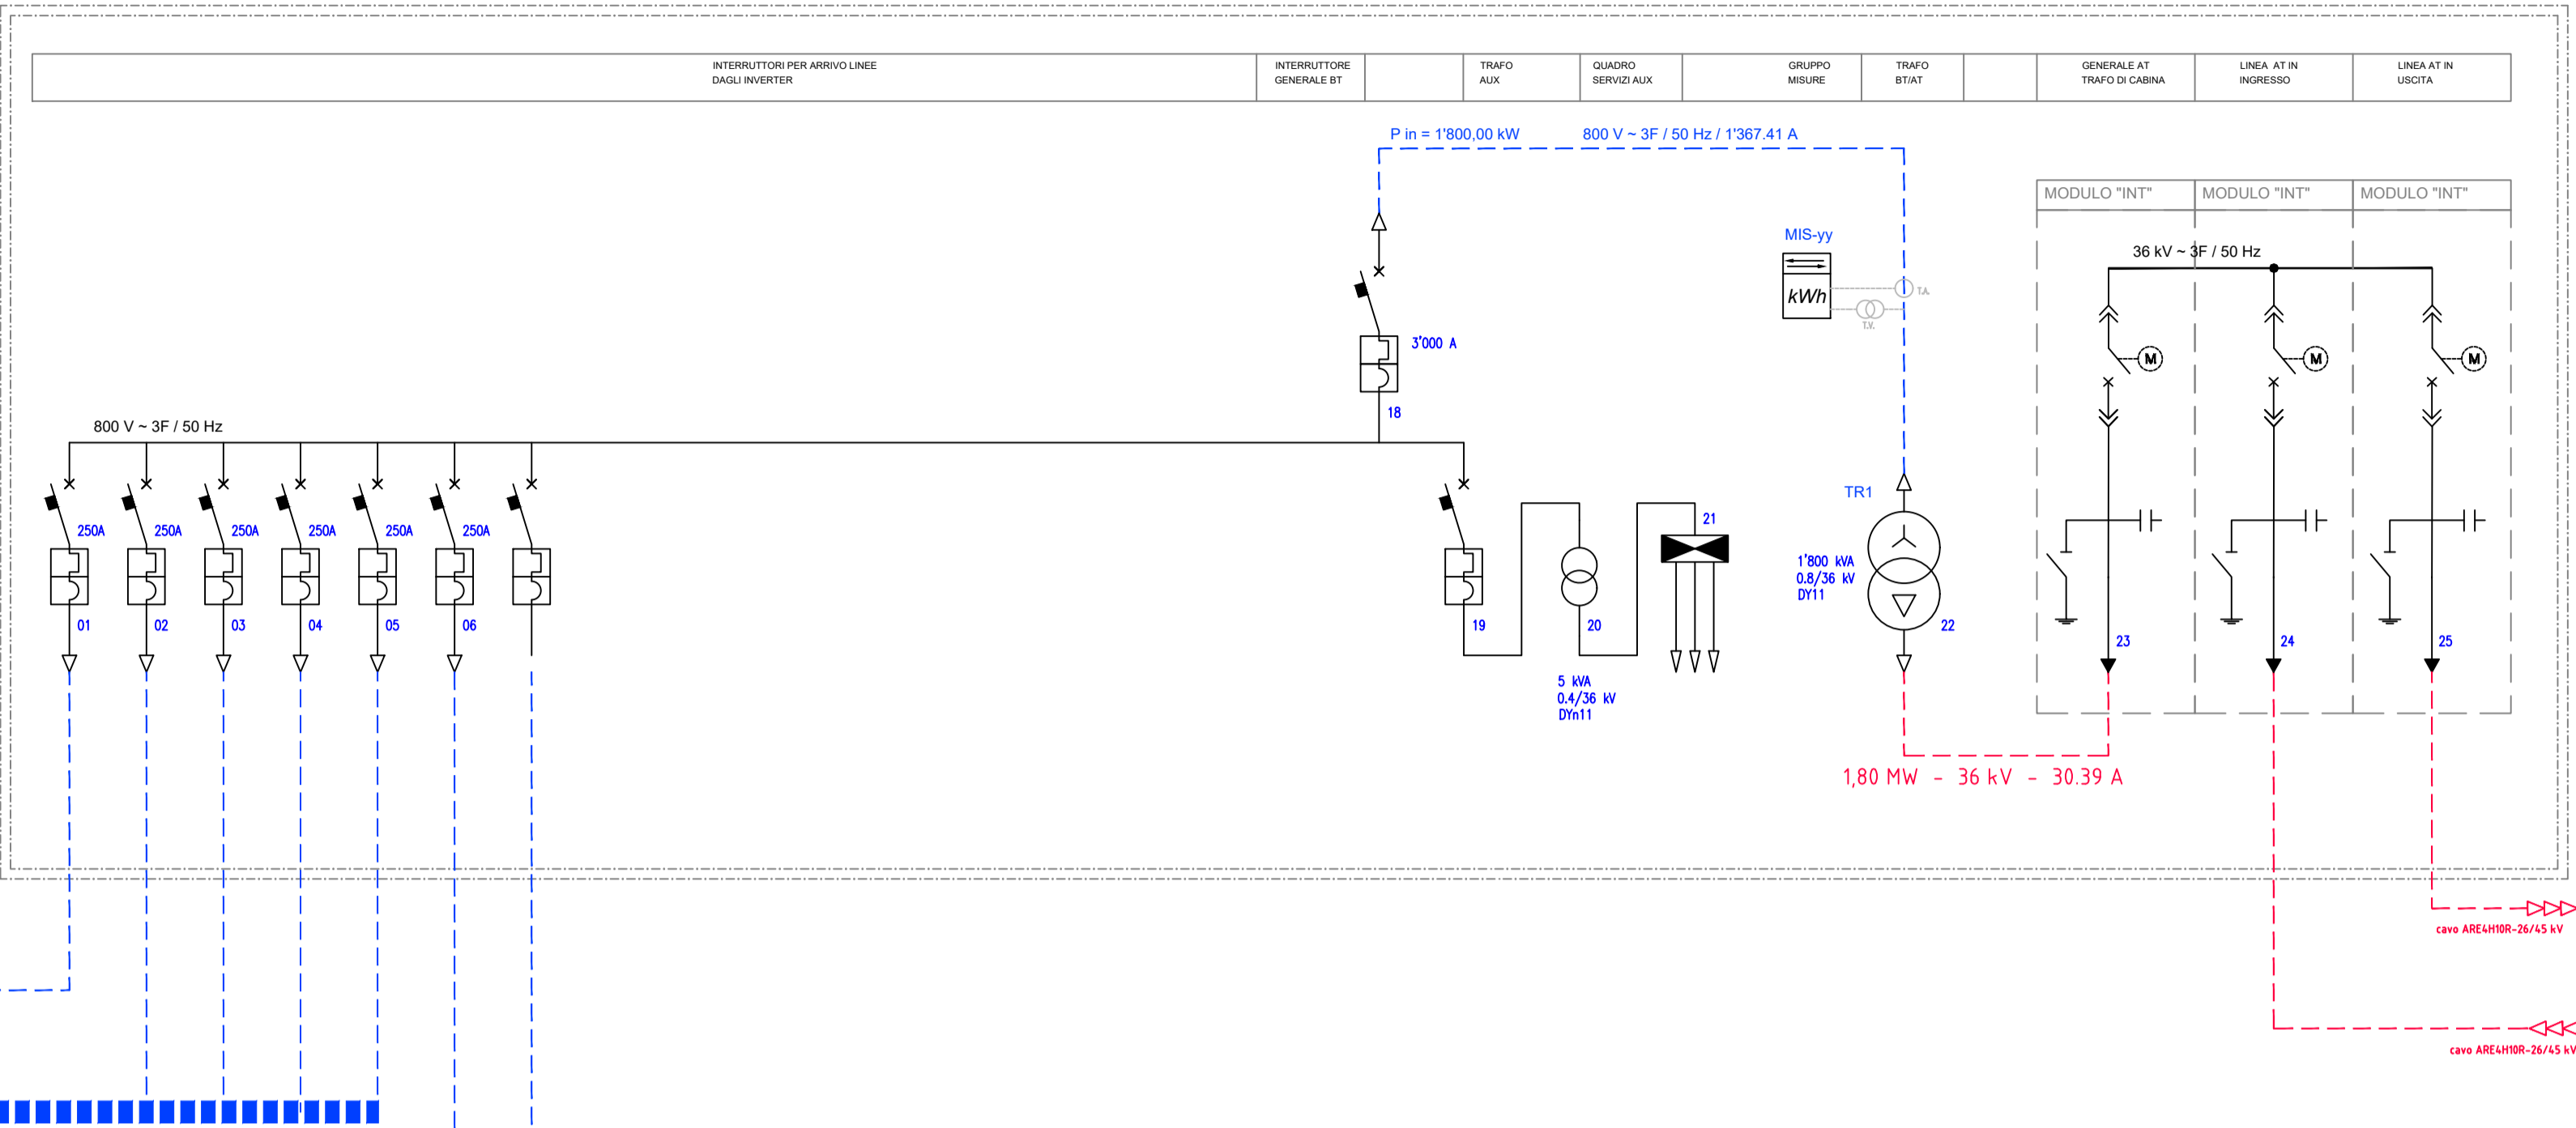 INTERRUTTORI PER ARRIVO LINEE
DAGLI INVERTER
INTERRUTTORE
GENERALE BT
TRAFO
AUX
QUADRO
SERVIZI AUX
GRUPPO
MISURE
TRAFO
BT/AT
GENERALE AT
TRAFO DI CABINA
LINEA AT IN
INGRESSO
LINEA AT IN
USCITA
P in = 1'800,00 kW
800 V ~ 3F / 50 Hz / 1'367.41 A
MODULO "INT"
MODULO "INT"
MODULO "INT"
MIS-yy
kWh
T.A.
T.V.
36 kV ~ 3F / 50 Hz
M
M
M
3'000 A
18
800 V ~ 3F / 50 Hz
250A
250A
250A
250A
250A
250A
01
02
03
04
05
06
19
20
21
5 kVA
0.4/36 kV
DYn11
TR1
1'800 kVA
0.8/36 kV
DY11
22
23
24
25
1,80 MW - 36 kV - 30.39 A
cavo ARE4H10R-26/45 kV
cavo ARE4H10R-26/45 kV